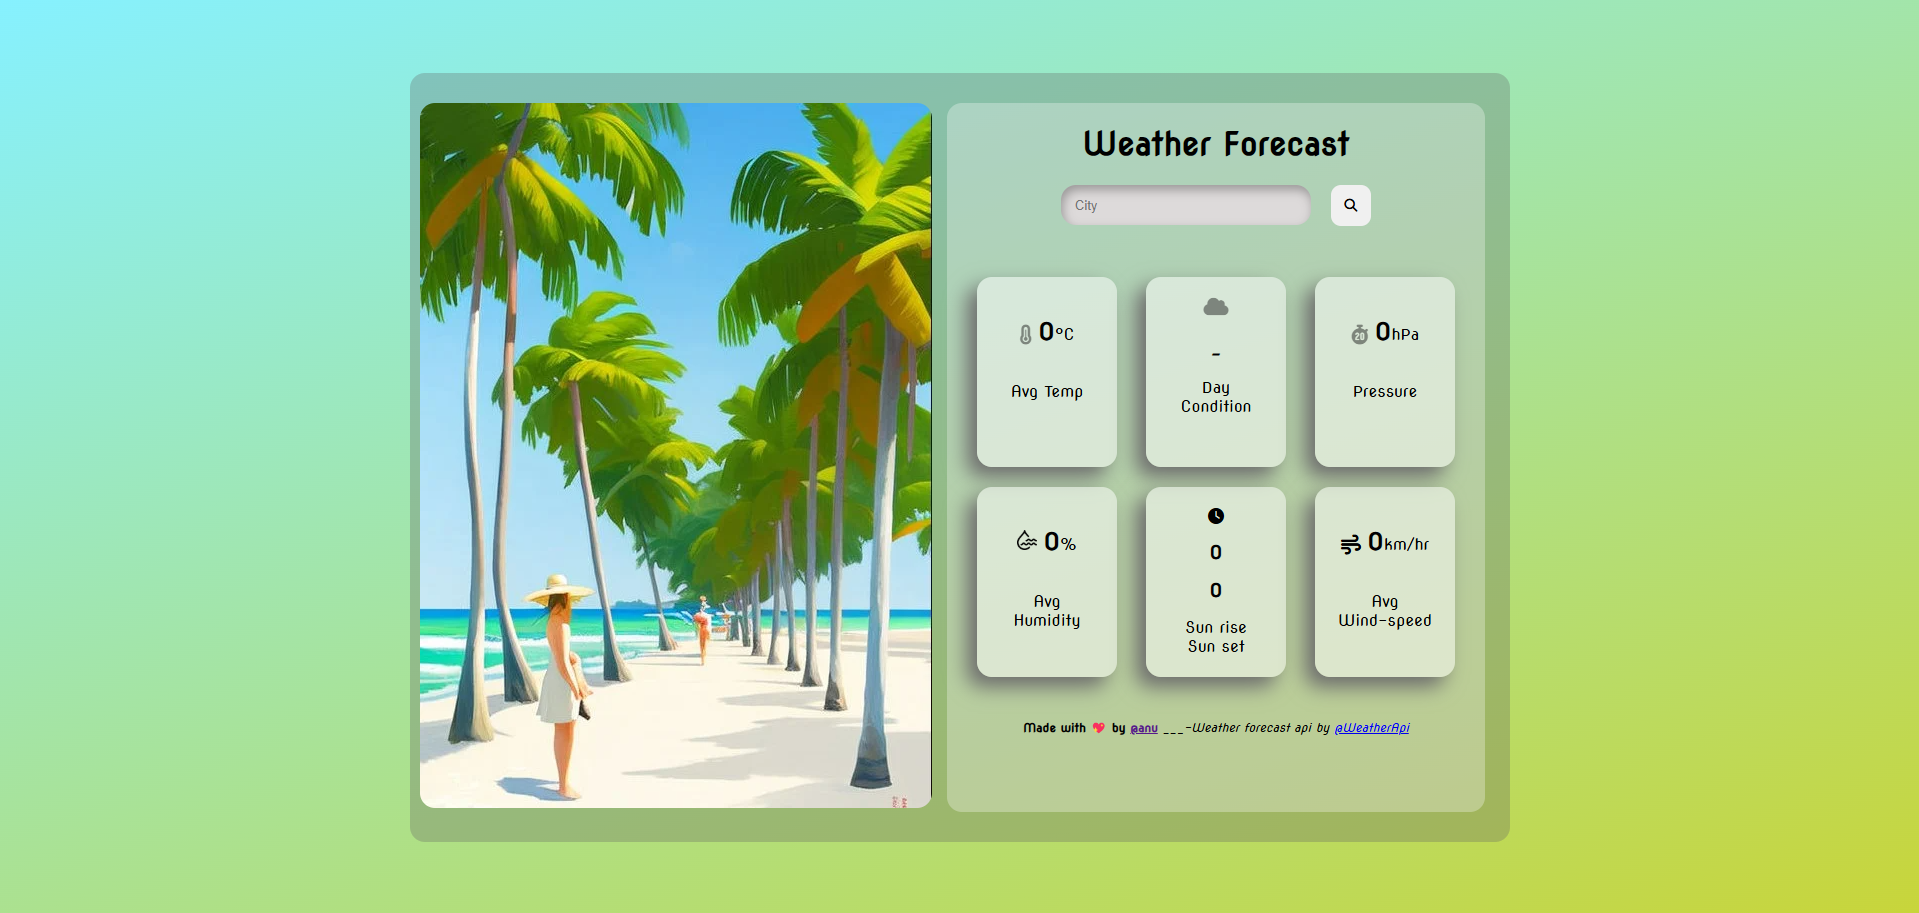 Weather Forecast
City
0°C
Avg Temp
-
Day
Condition
20
0hPa
Pressure
0%
Avg
Humidity
0
0
Sun rise
Sun set
0km/hr
Avg
Wind-speed
Made with 💖 by @anu ___-Weather forecast api by @WeatherApi